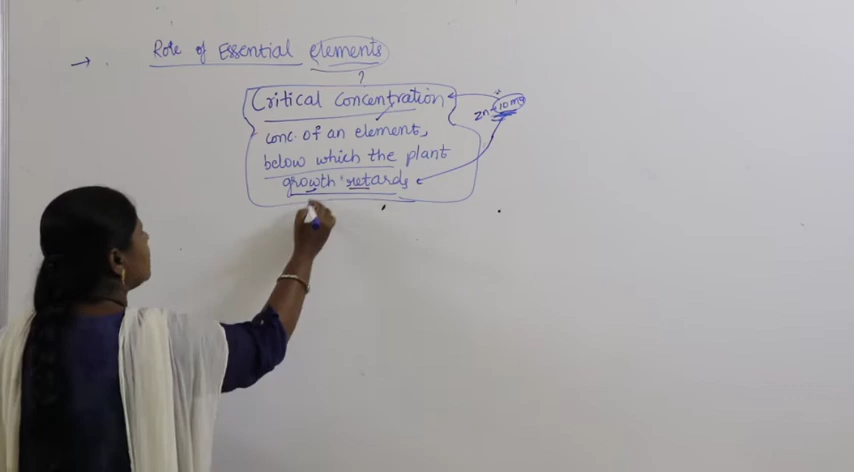 → Role of Essential elements
?
Critical concentration
Zn → 10 mg
conc. of an element,
below which the plant
growth retards